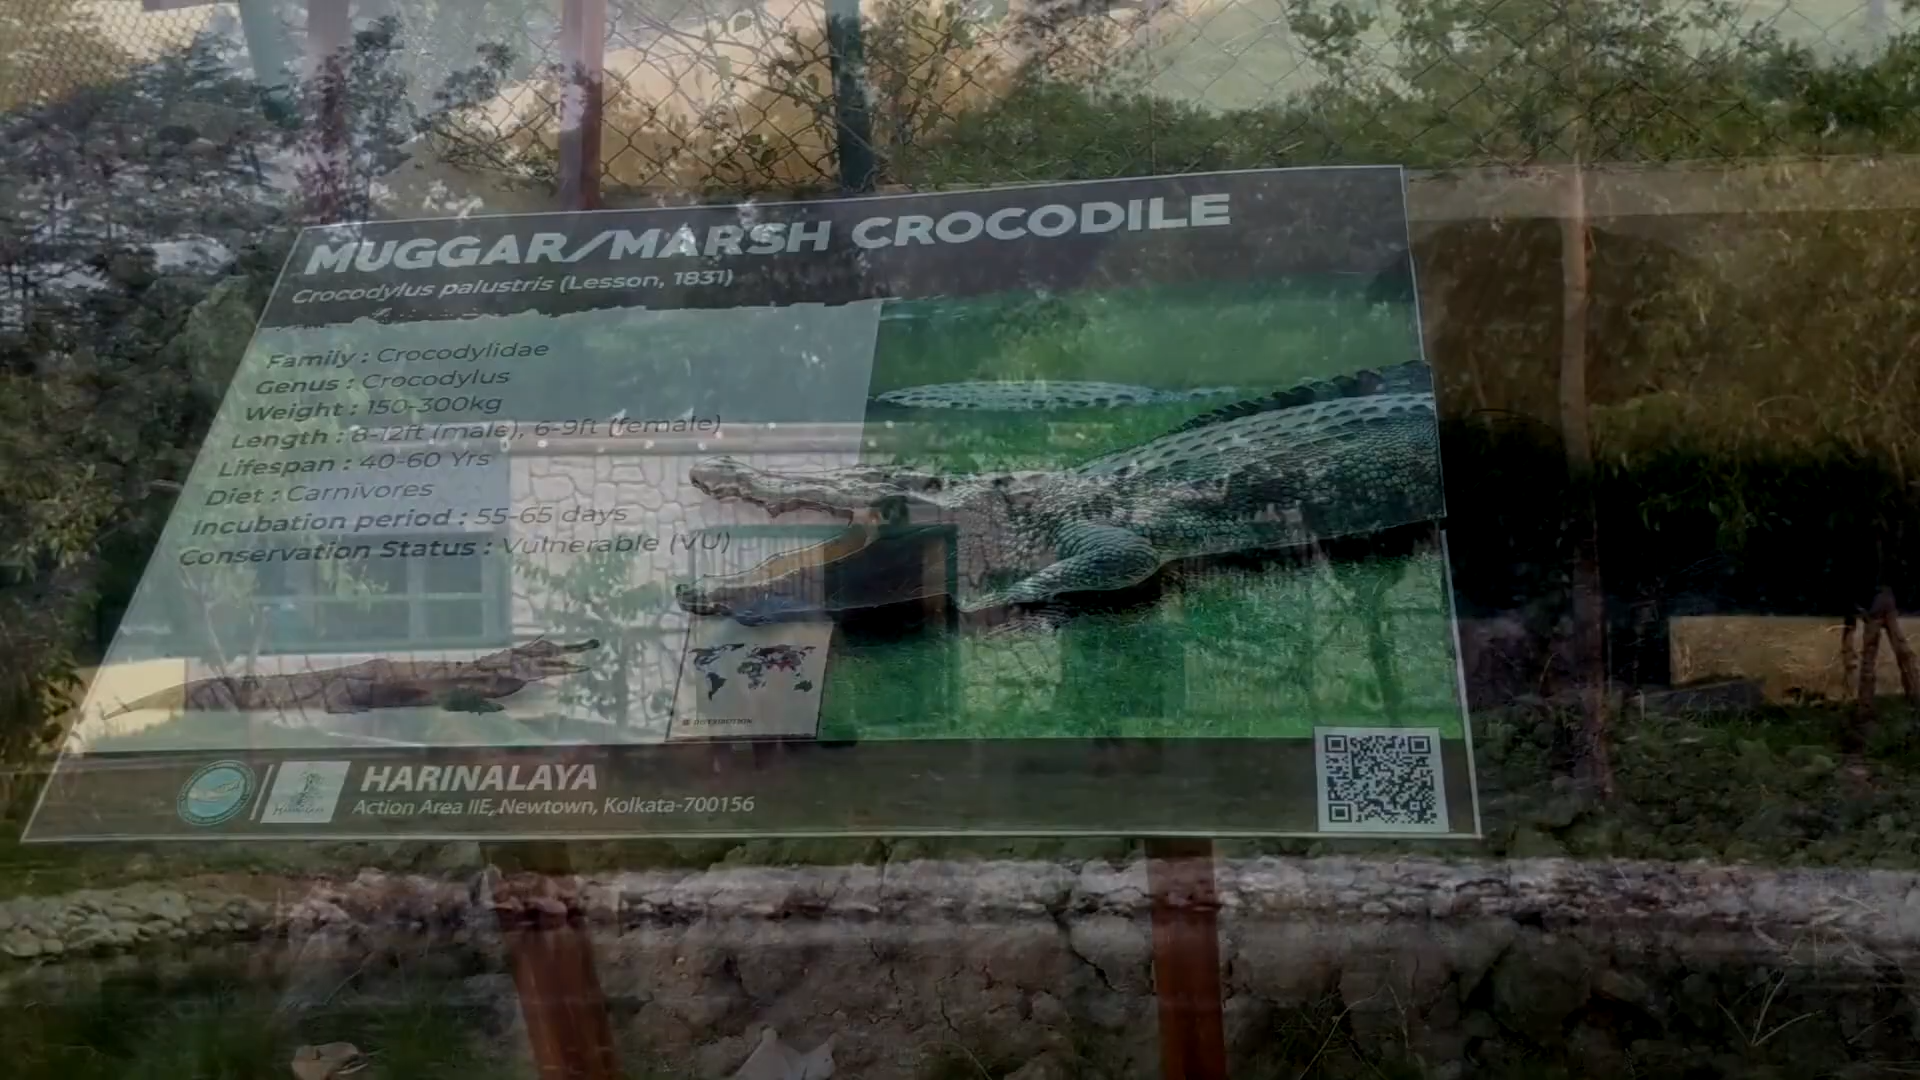 MUGGAR/MARSH CROCODILE
Crocodylus palustris (Lesson, 1831)
Family : Crocodylidae
Genus : Crocodylus
Weight : 150-300kg
Length : 8-12ft (male), 6-9ft (female)
Lifespan : 40-60 Yrs
Diet : Carnivores
Incubation period : 55-65 days
Conservation Status : Vulnerable (VU)
DISTRIBUTION
HARINALAYA
HARINALAYA
Action Area IIE, Newtown, Kolkata-700156